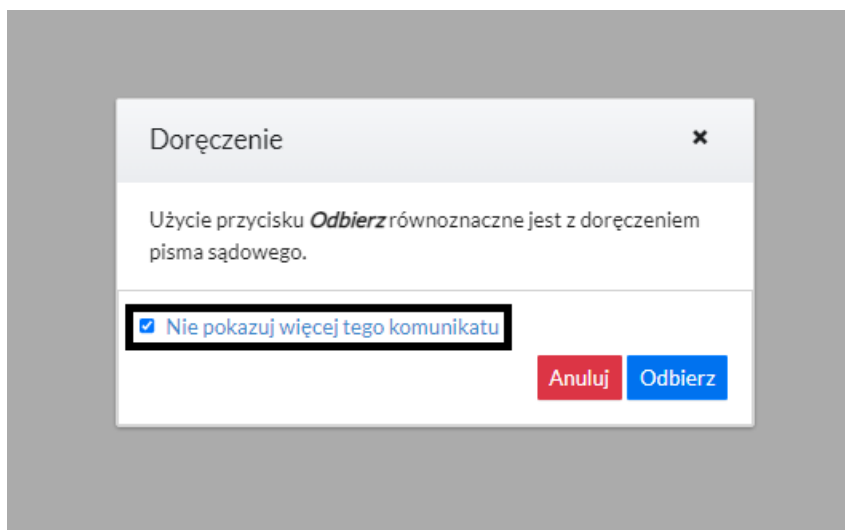 Doręczenie
Użycie przycisku Odbierz równoznaczne jest z doręczeniem
pisma sądowego.
Nie pokazuj więcej tego komunikatu
Anuluj Odbierz